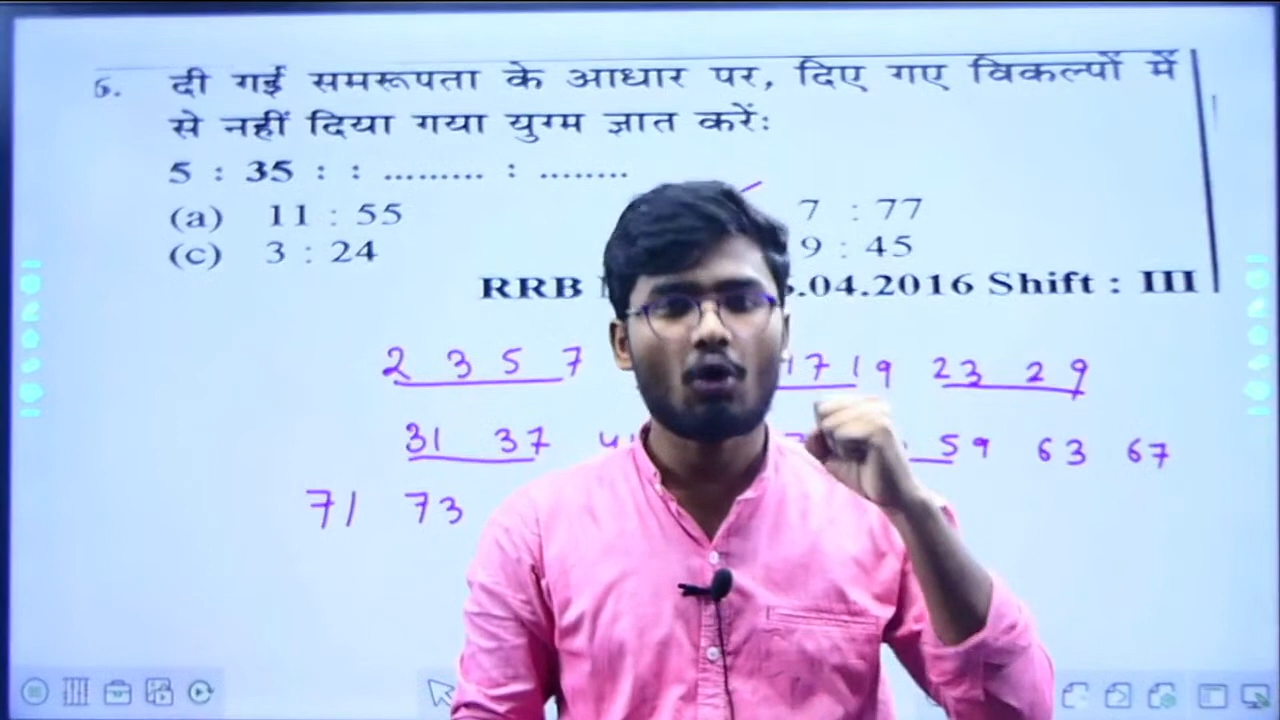 6. दी गई समरूपता के आधार पर, दिए गए विकल्पों में
से नहीं दिया गया युग्म ज्ञात करें:
5 : 35 : : ......... : ........
(a) 11 : 55 7 : 77
(c) 3 : 24 9 : 45
RRB .04.2016 Shift : III
2 3 5 7 17 19 23 29
31 37 59 63 67
71 73